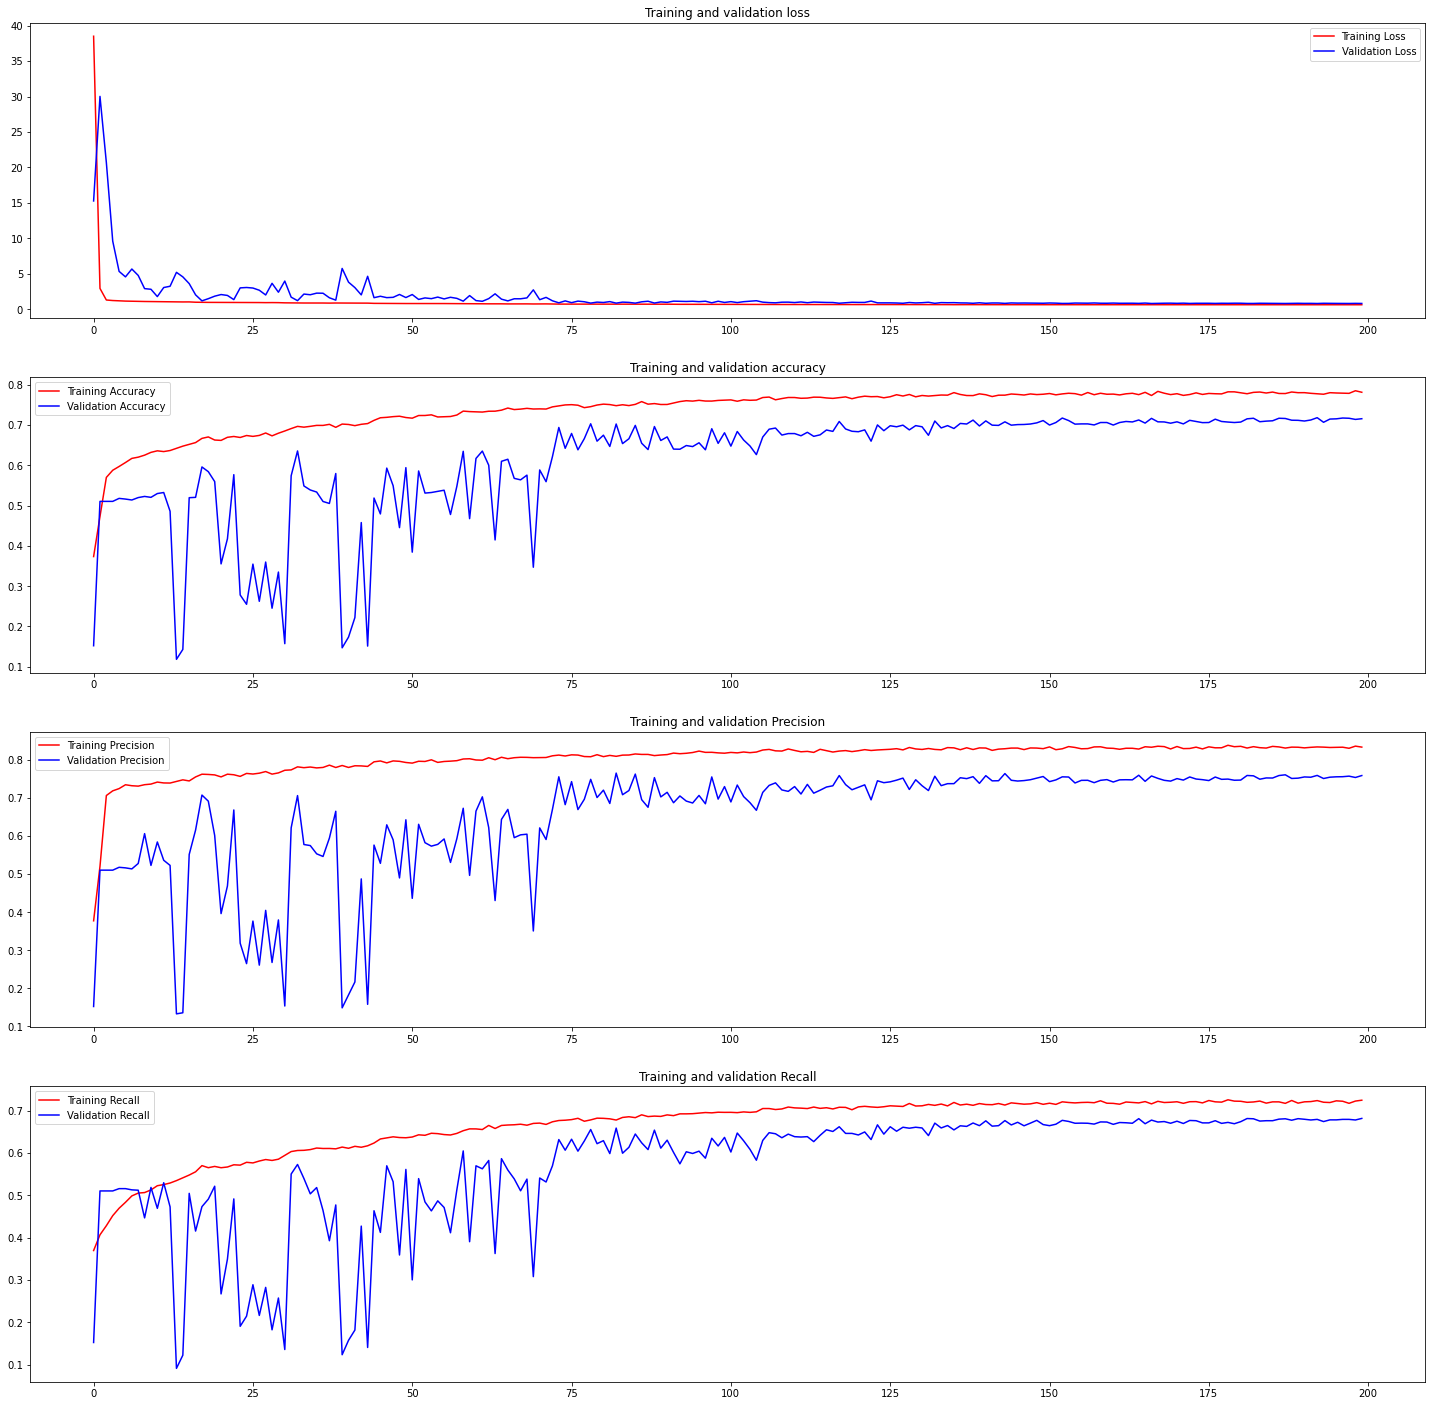 Training and validation loss
40
35
30
25
20
15
10
5
0
Training Loss
Validation Loss
0 25 50 75 100 125 150 175 200
Training and validation accuracy
0.8
0.7
0.6
0.5
0.4
0.3
0.2
0.1
Training Accuracy
Validation Accuracy
0 25 50 75 100 125 150 175 200
Training and validation Precision
0.8
0.7
0.6
0.5
0.4
0.3
0.2
0.1
Training Precision
Validation Precision
0 25 50 75 100 125 150 175 200
Training and validation Recall
0.7
0.6
0.5
0.4
0.3
0.2
0.1
Training Recall
Validation Recall
0 25 50 75 100 125 150 175 200